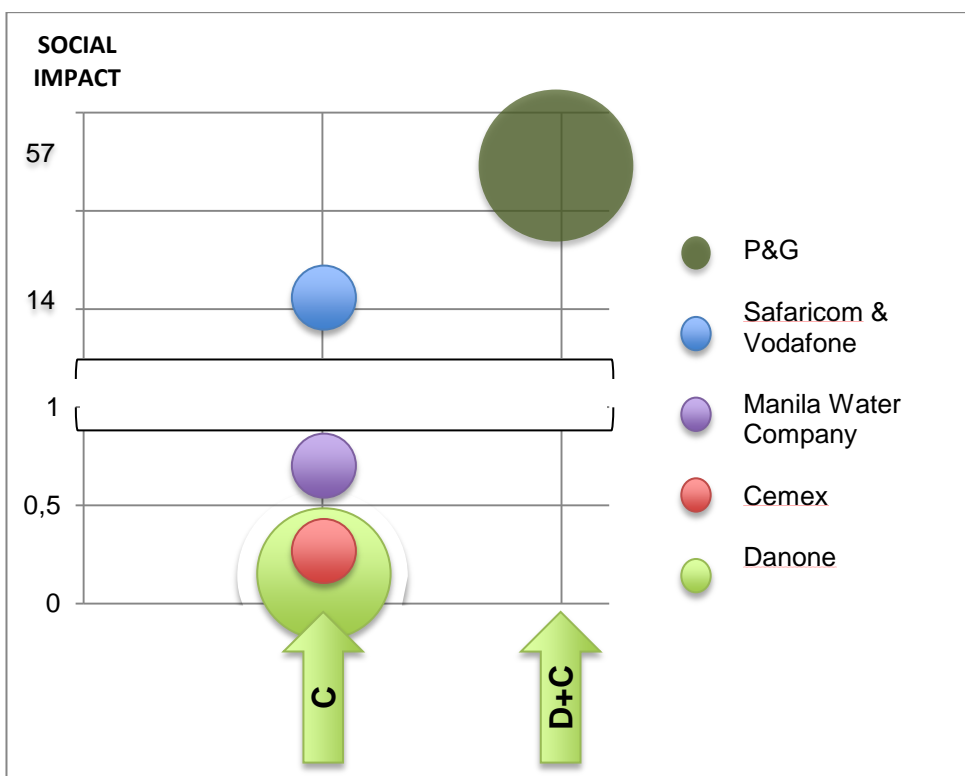 SOCIAL
IMPACT
57
14
1
0,5
0
C
D+C
P&G
Safaricom &
Vodafone
Manila Water
Company
Cemex
Danone